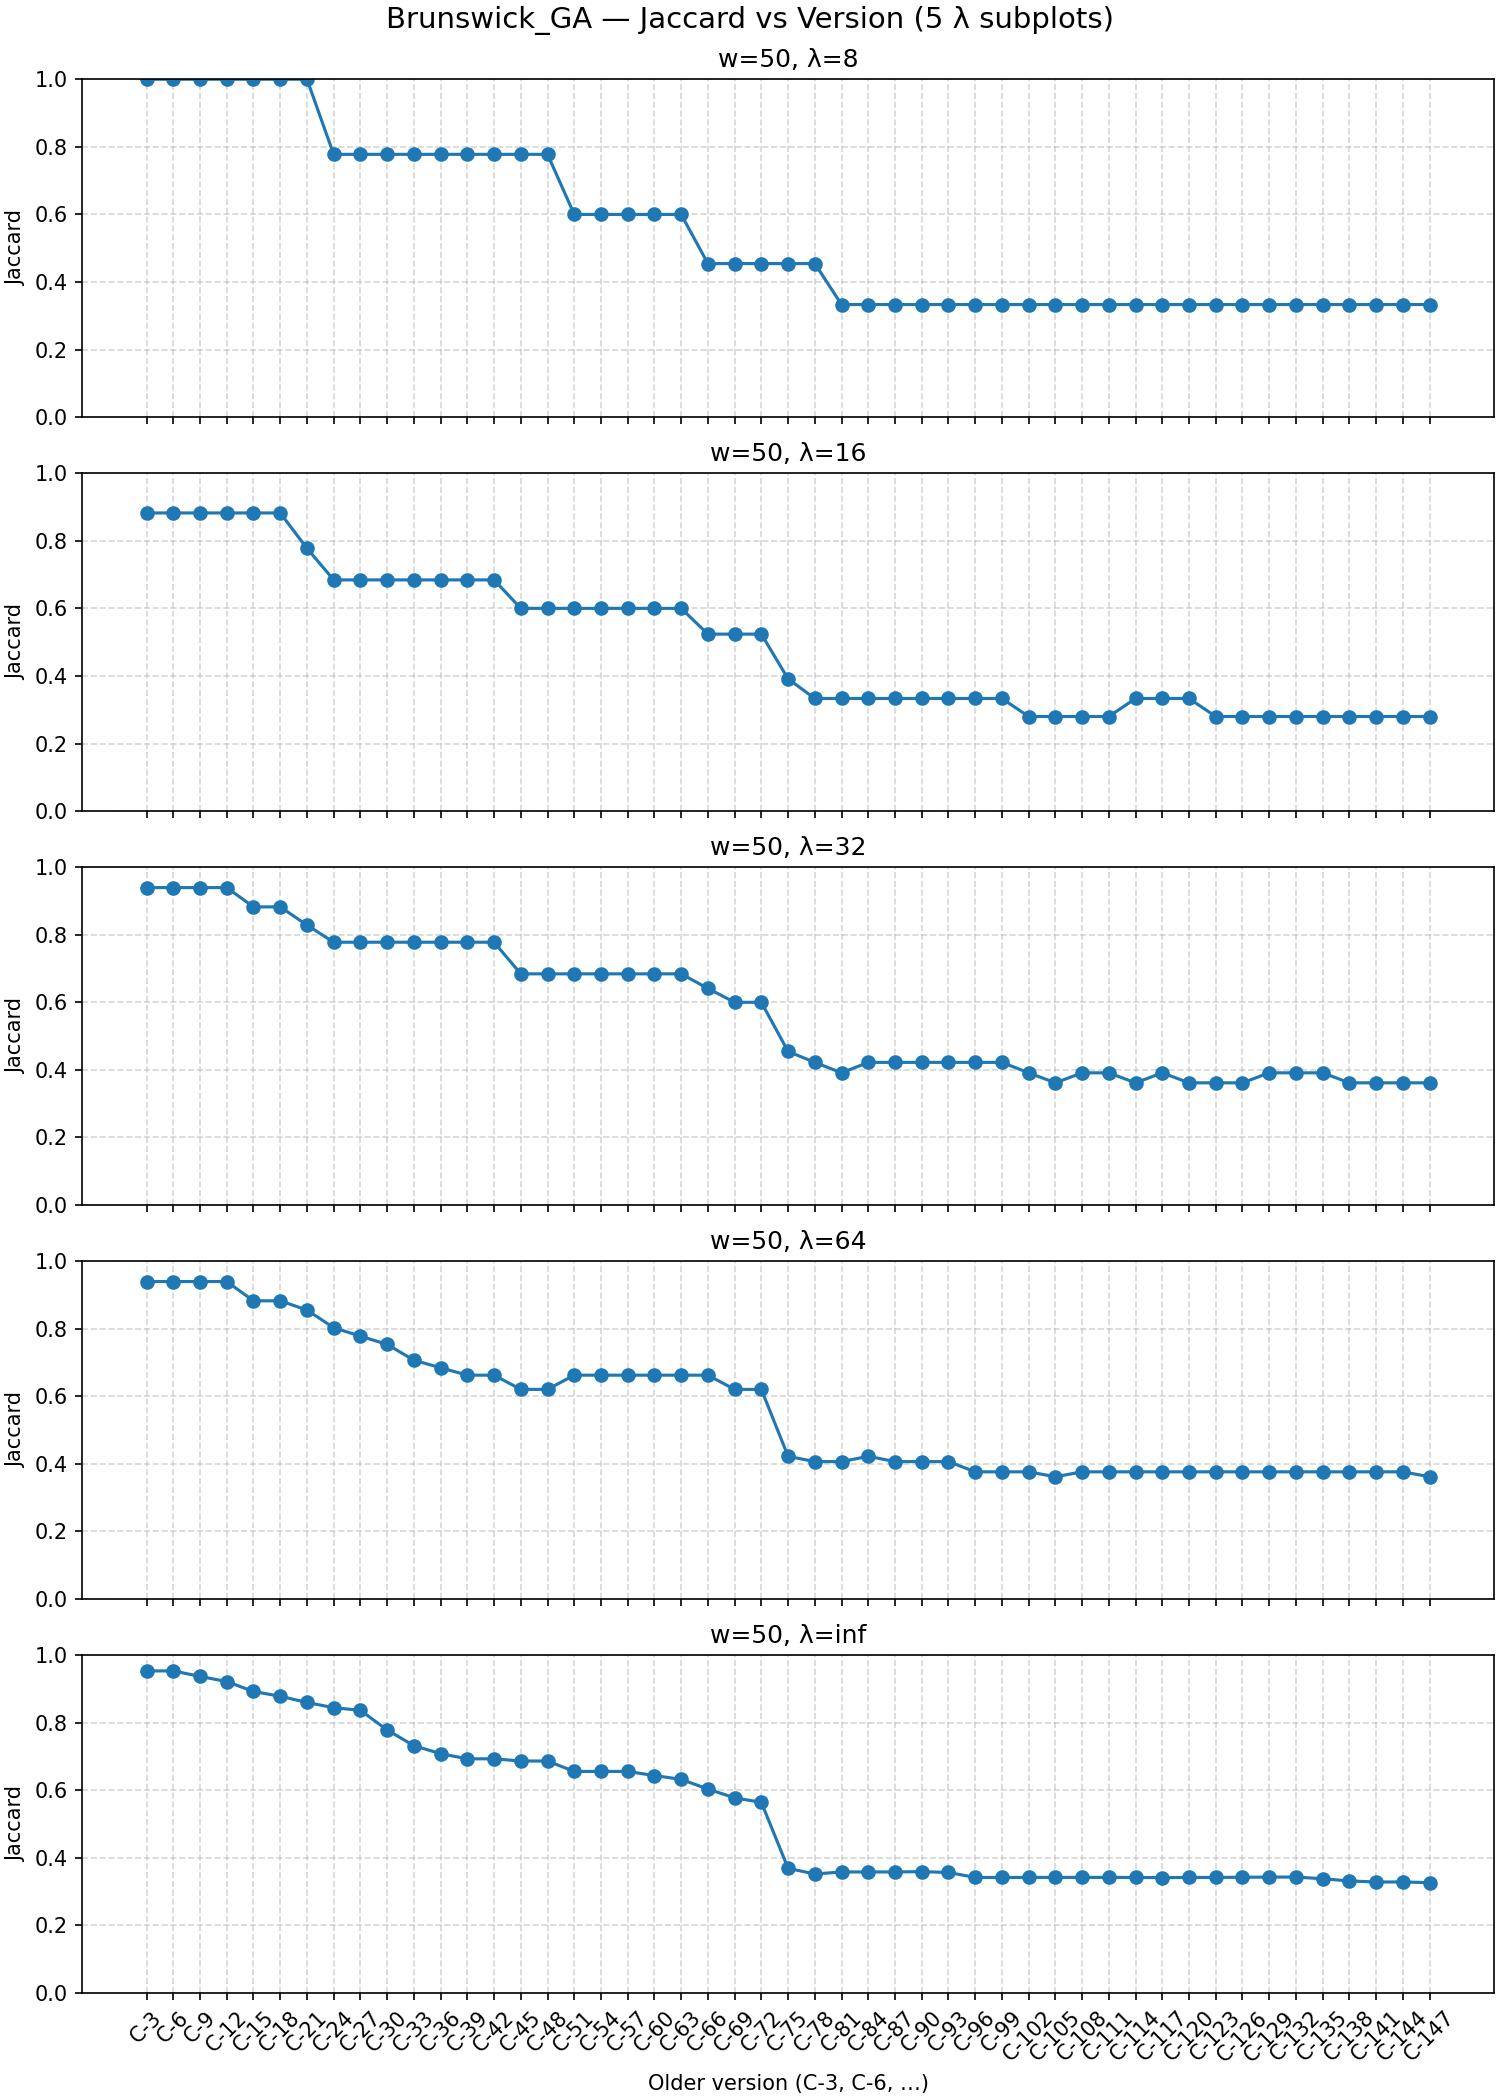 Brunswick_GA — Jaccard vs Version (5 λ subplots)
w=50, λ=8
1.0
0.8
0.6
0.4
0.2
0.0
Jaccard
w=50, λ=16
1.0
0.8
0.6
0.4
0.2
0.0
Jaccard
w=50, λ=32
1.0
0.8
0.6
0.4
0.2
0.0
Jaccard
w=50, λ=64
1.0
0.8
0.6
0.4
0.2
0.0
Jaccard
w=50, λ=inf
1.0
0.8
0.6
0.4
0.2
0.0
Jaccard
C-3 C-6 C-9 C-12 C-15 C-18 C-21 C-24 C-27 C-30 C-33 C-36 C-39 C-42 C-45 C-48 C-51 C-54 C-57 C-60 C-63 C-66 C-69 C-72 C-75 C-78 C-81 C-84 C-87 C-90 C-93 C-96 C-99 C-102 C-105 C-108 C-111 C-114 C-117 C-120 C-123 C-126 C-129 C-132 C-135 C-138 C-141 C-144 C-147
Older version (C-3, C-6, ...)